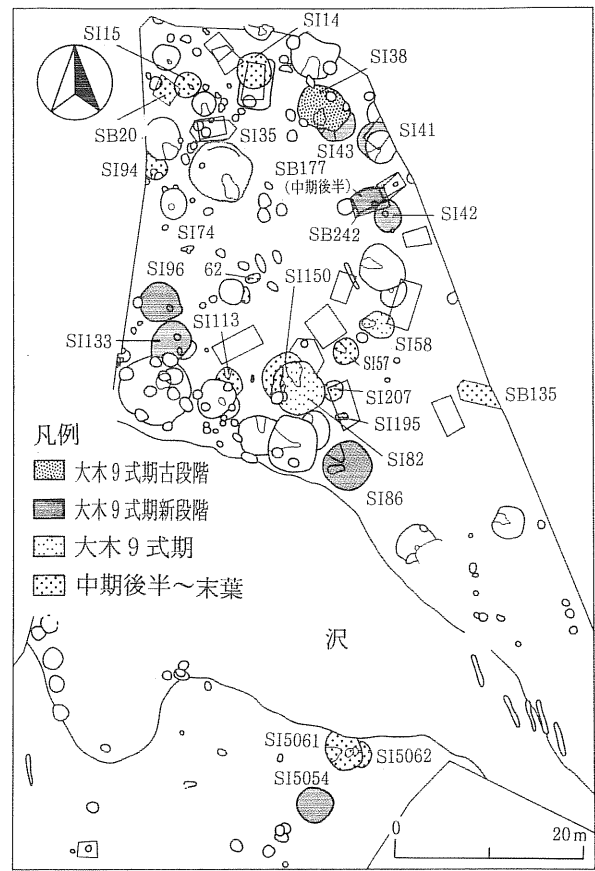 SI14
SI15
SI38
SB20
SI35
SI43
SI41
SI94
SB177
(中期後半)
SI74
SB242
SI42
SI96
62
SI150
SI133
SI113
SI58
SI57
SI207
SB135
SI195
SI82
SI86
凡例
大木9式期古段階
大木9式期新段階
大木9式期
中期後半~末葉
沢
SI5061
SI5062
SI5054
0
20m